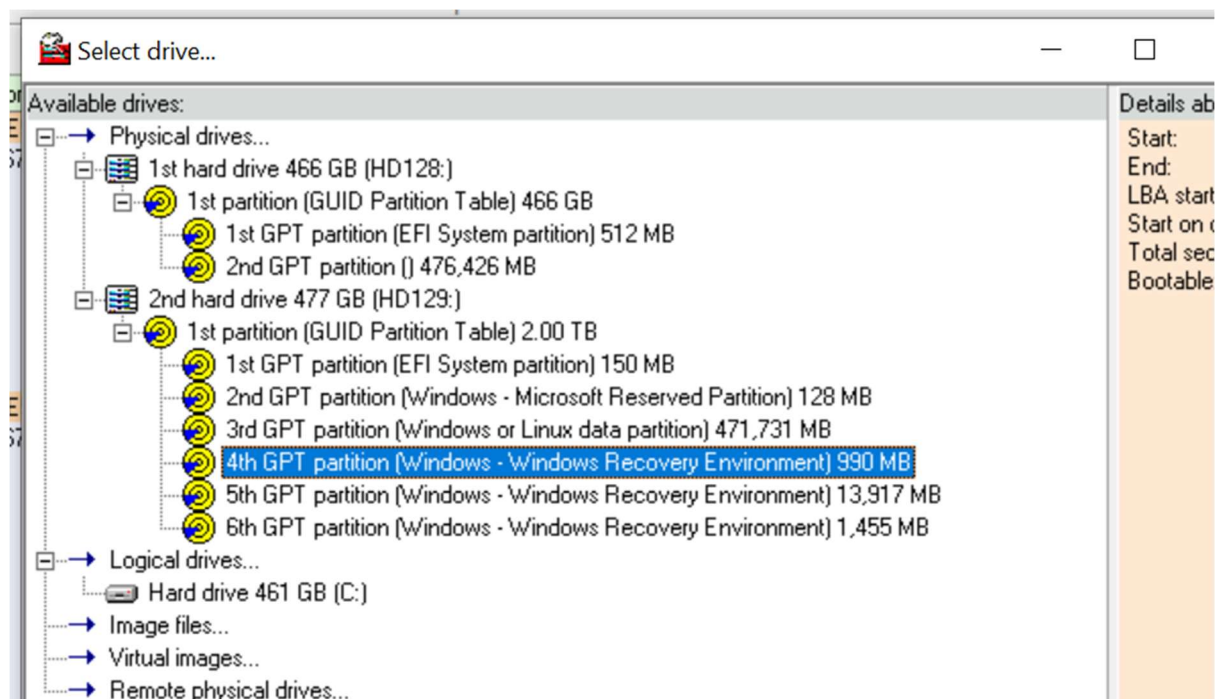 Select drive...
Available drives:
Physical drives...
1st hard drive 466 GB (HD128:)
1st partition (GUID Partition Table) 466 GB
1st GPT partition (EFI System partition) 512 MB
2nd GPT partition () 476,426 MB
2nd hard drive 477 GB (HD129:)
1st partition (GUID Partition Table) 2.00 TB
1st GPT partition (EFI System partition) 150 MB
2nd GPT partition (Windows - Microsoft Reserved Partition) 128 MB
3rd GPT partition (Windows or Linux data partition) 471,731 MB
4th GPT partition (Windows - Windows Recovery Environment) 990 MB
5th GPT partition (Windows - Windows Recovery Environment) 13,917 MB
6th GPT partition (Windows - Windows Recovery Environment) 1,455 MB
Logical drives...
Hard drive 461 GB (C:)
Image files...
Virtual images...
Remote physical drives...
Details ab
Start:
End:
LBA start
Start on
Total sec
Bootable